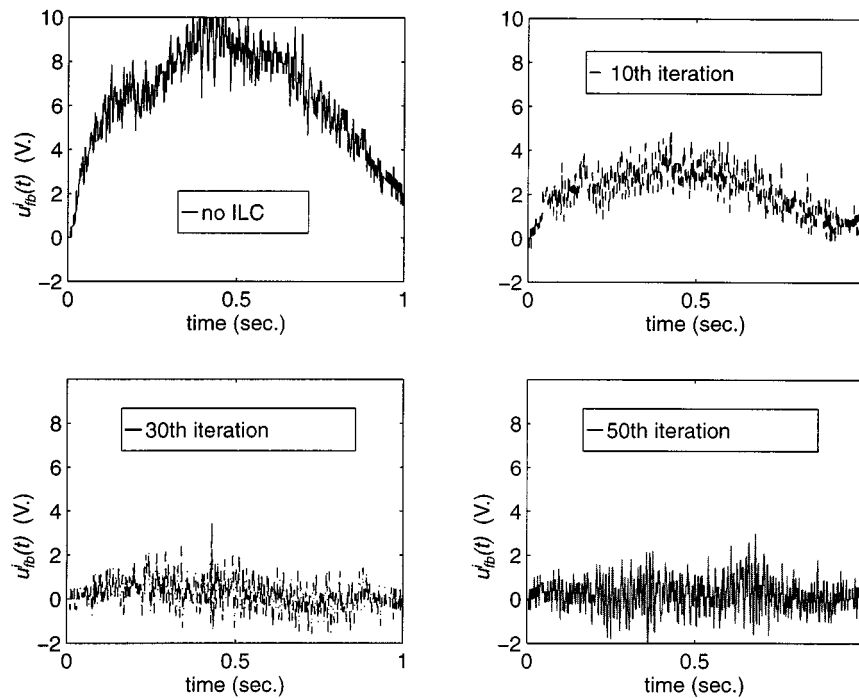 10
8
6
4
2
0
−2
u^j_fb(t) (V.)
no ILC
0 0.5 1
time (sec.)
10
8
6
4
2
0
−2
10th iteration
0 0.5
time (sec.)
8
6
4
2
0
−2
u^j_fb(t) (V.)
30th iteration
0 0.5 1
time (sec.)
8
6
4
2
0
−2
u^j_fb(t) (V.)
50th iteration
0 0.5
time (sec.)